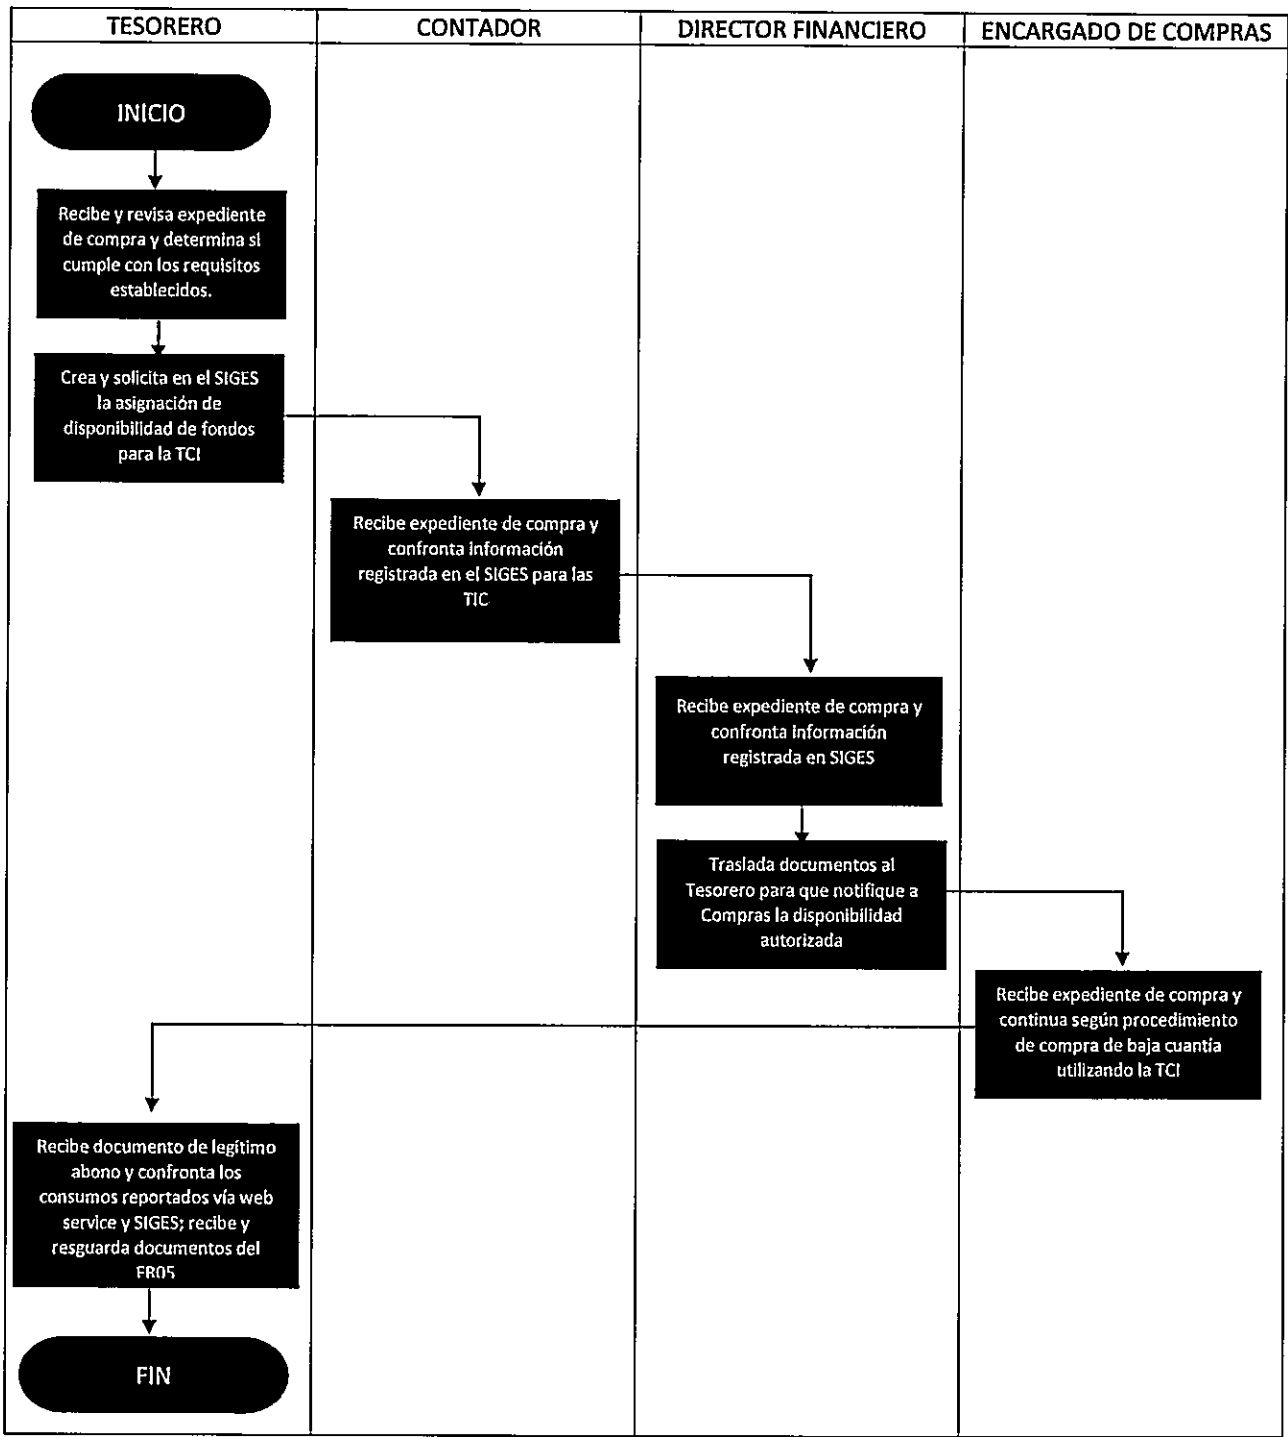 TESORERO
CONTADOR
DIRECTOR FINANCIERO
ENCARGADO DE COMPRAS
INICIO
Recibe y revisa expediente
de compra y determina si
cumple con los requisitos
establecidos.
Crea y solicita en el SIGES
la asignación de
disponibilidad de fondos
para la TCI
Recibe expediente de compra y
confronta información
registrada en el SIGES para las
TIC
Recibe expediente de compra y
confronta información
registrada en SIGES
Traslada documentos al
Tesorero para que notifique a
Compras la disponibilidad
autorizada
Recibe expediente de compra y
continua según procedimiento
de compra de baja cuantía
utilizando la TCI
Recibe documento de legítimo
abono y confronta los
consumos reportados vía web
service y SIGES; recibe y
resguarda documentos del
FR05
FIN